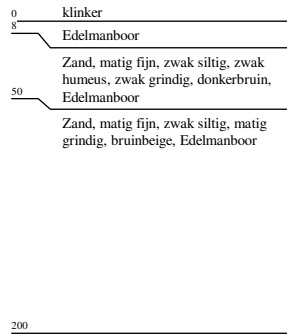 0 klinker
8
Edelmanboor
Zand, matig fijn, zwak siltig, zwak
humeus, zwak grindig, donkerbruin,
50 Edelmanboor
Zand, matig fijn, zwak siltig, matig
grindig, bruinbeige, Edelmanboor
200